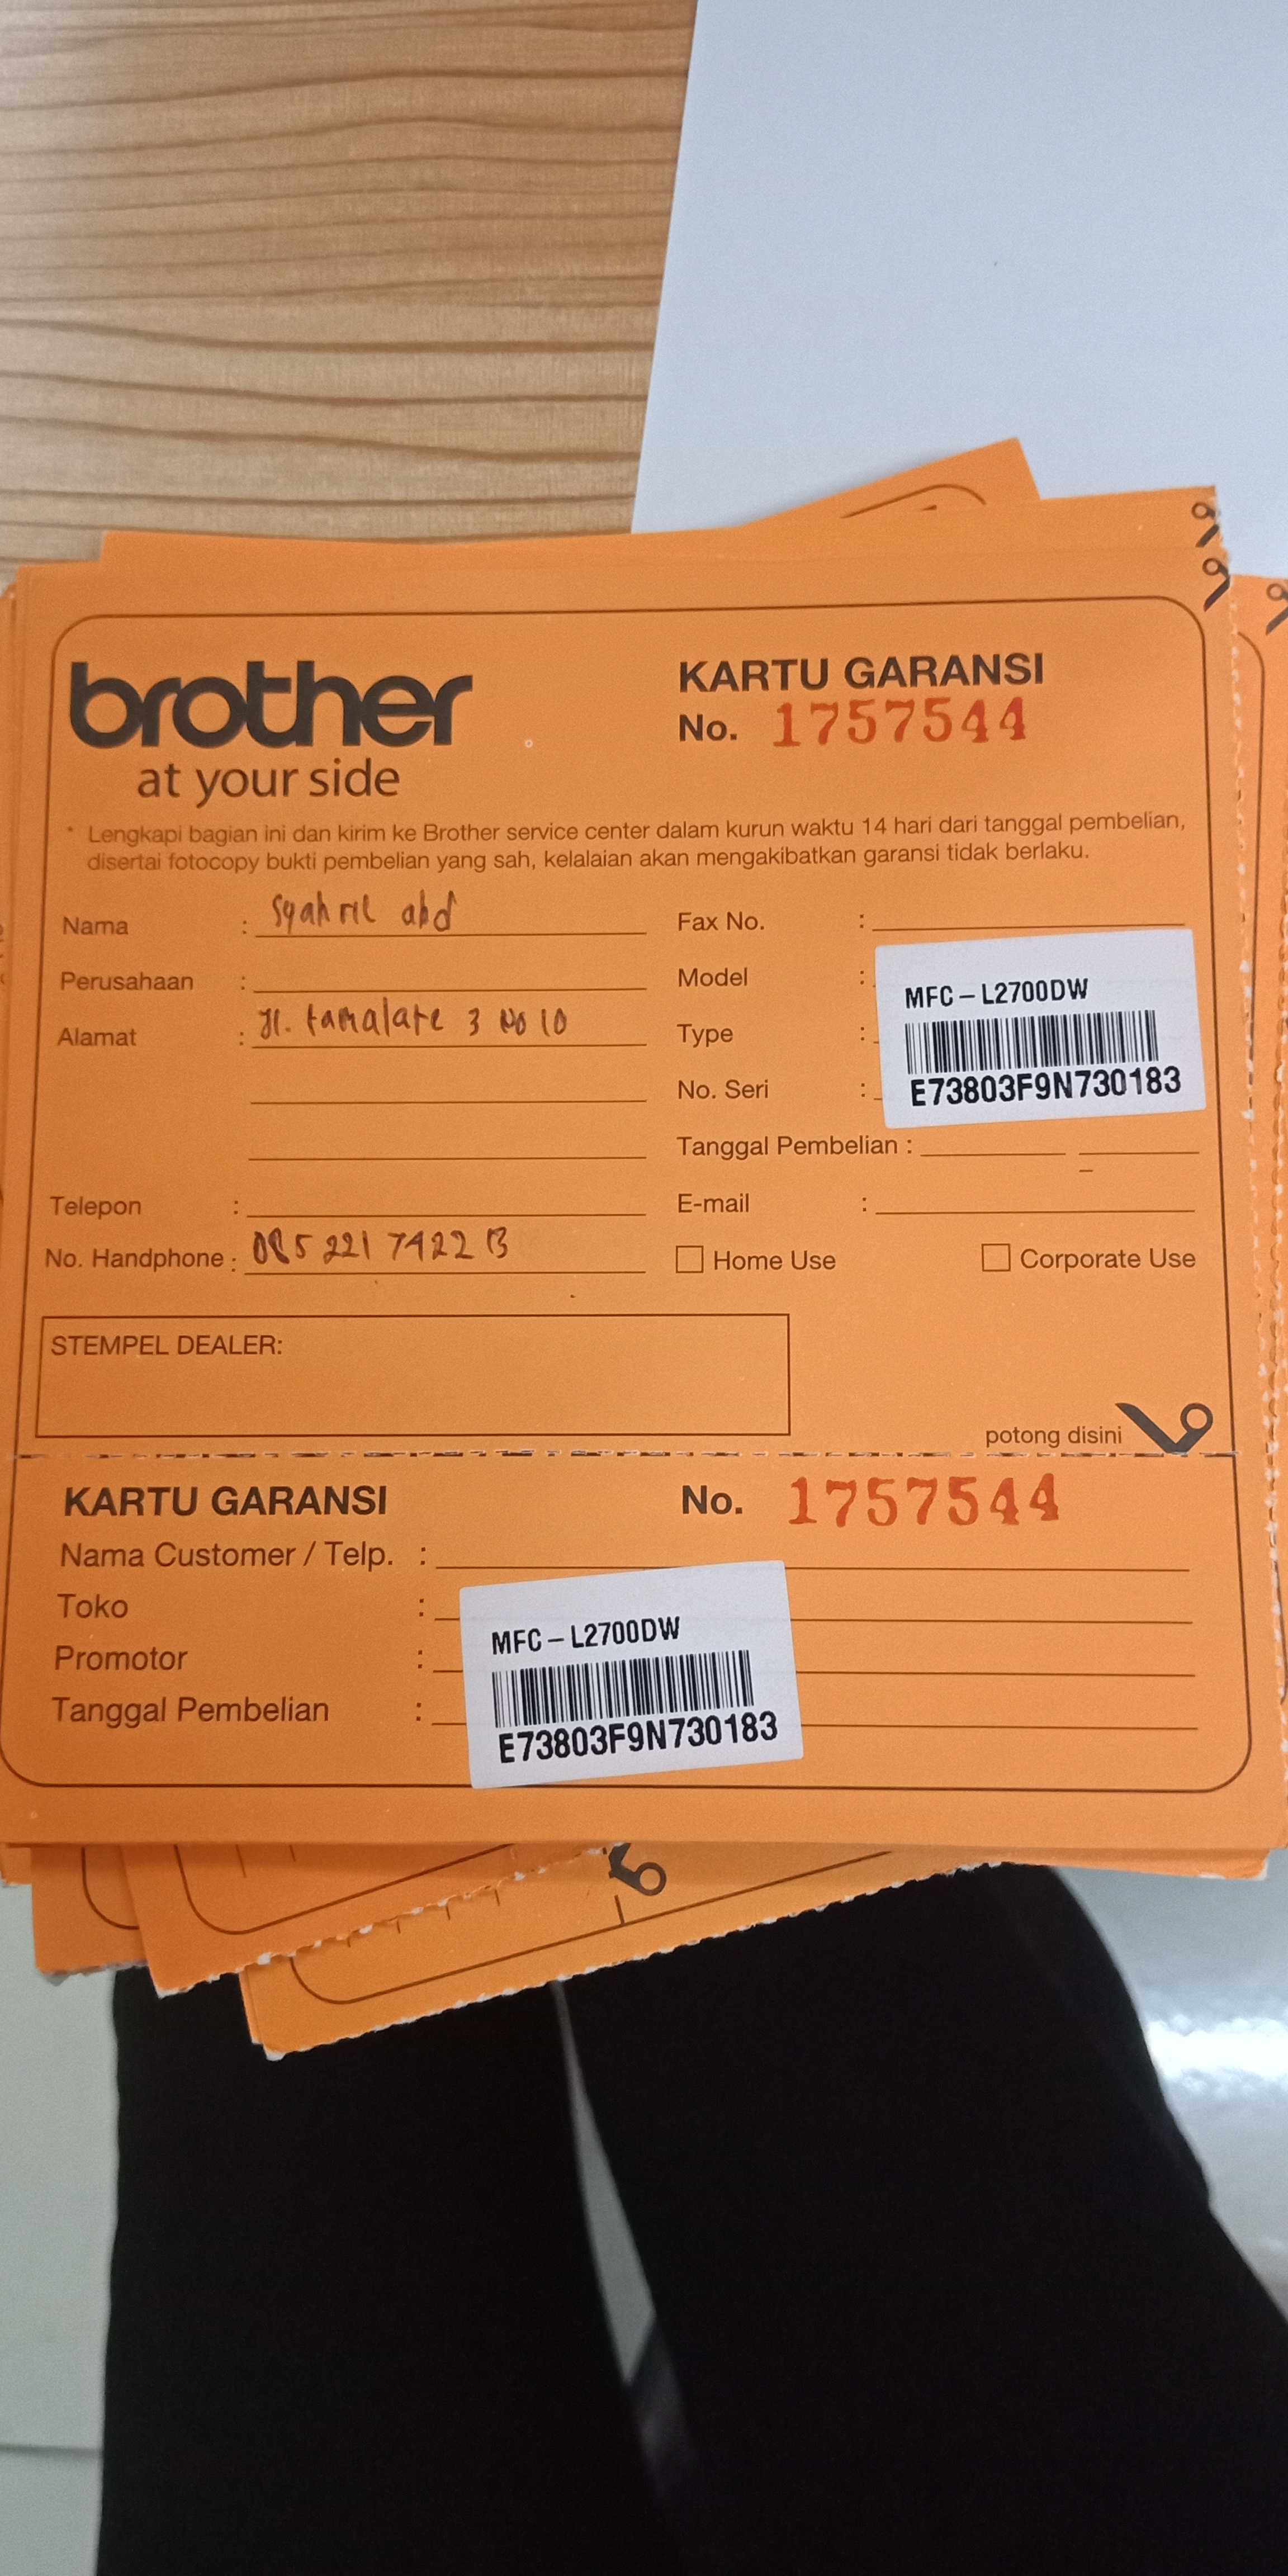 brother
at your side
KARTU GARANSI
No. 1757544
* Lengkapi bagian ini dan kirim ke Brother service center dalam kurun waktu 14 hari dari tanggal pembelian,
disertai fotocopy bukti pembelian yang sah, kelalaian akan mengakibatkan garansi tidak berlaku.
Nama : Syahril abd
Perusahaan :
Alamat : Jl. tamalate 3 No 10
Telepon :
No. Handphone : 085 221 7422 13
Fax No. :
Model :
Type :
No. Seri :
MFC-L2700DW
E73803F9N730183
Tanggal Pembelian :
E-mail :
Home Use
Corporate Use
STEMPEL DEALER:
potong disini
KARTU GARANSI
No. 1757544
Nama Customer / Telp. :
Toko :
Promotor :
Tanggal Pembelian :
MFC-L2700DW
E73803F9N730183